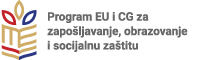 Program EU i CG za
zapošljavanje, obrazovanje
i socijalnu zaštitu